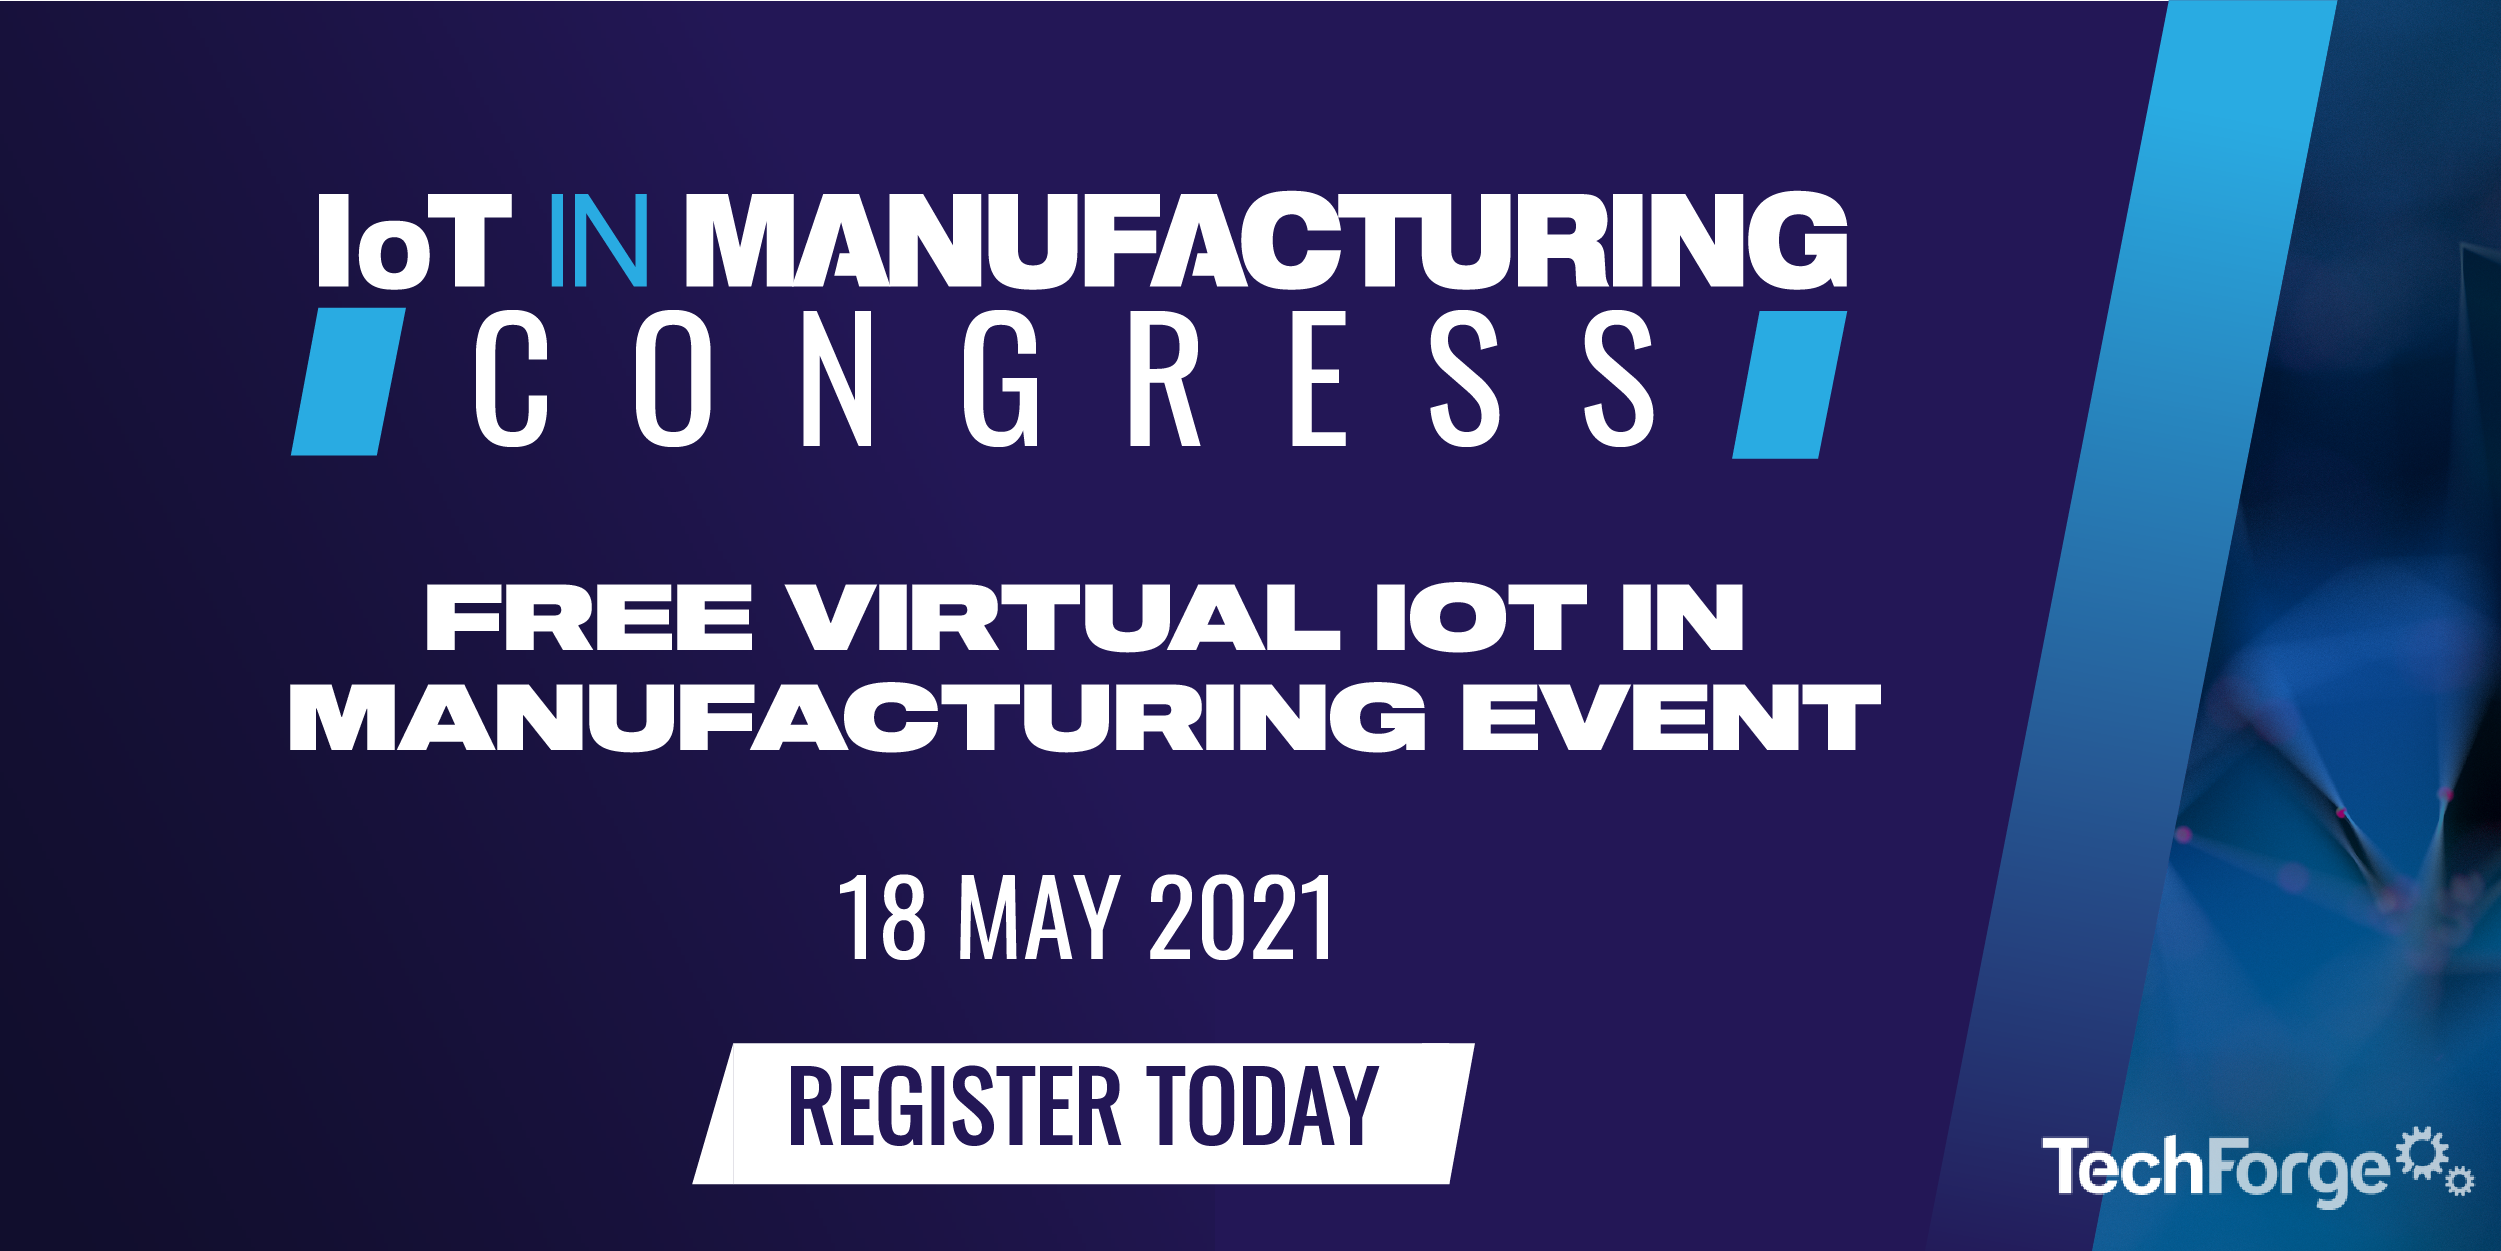 IoT IN MANUFACTURING
CONGRESS
FREE VIRTUAL IOT IN
MANUFACTURING EVENT
18 MAY 2021
REGISTER TODAY
TechForge